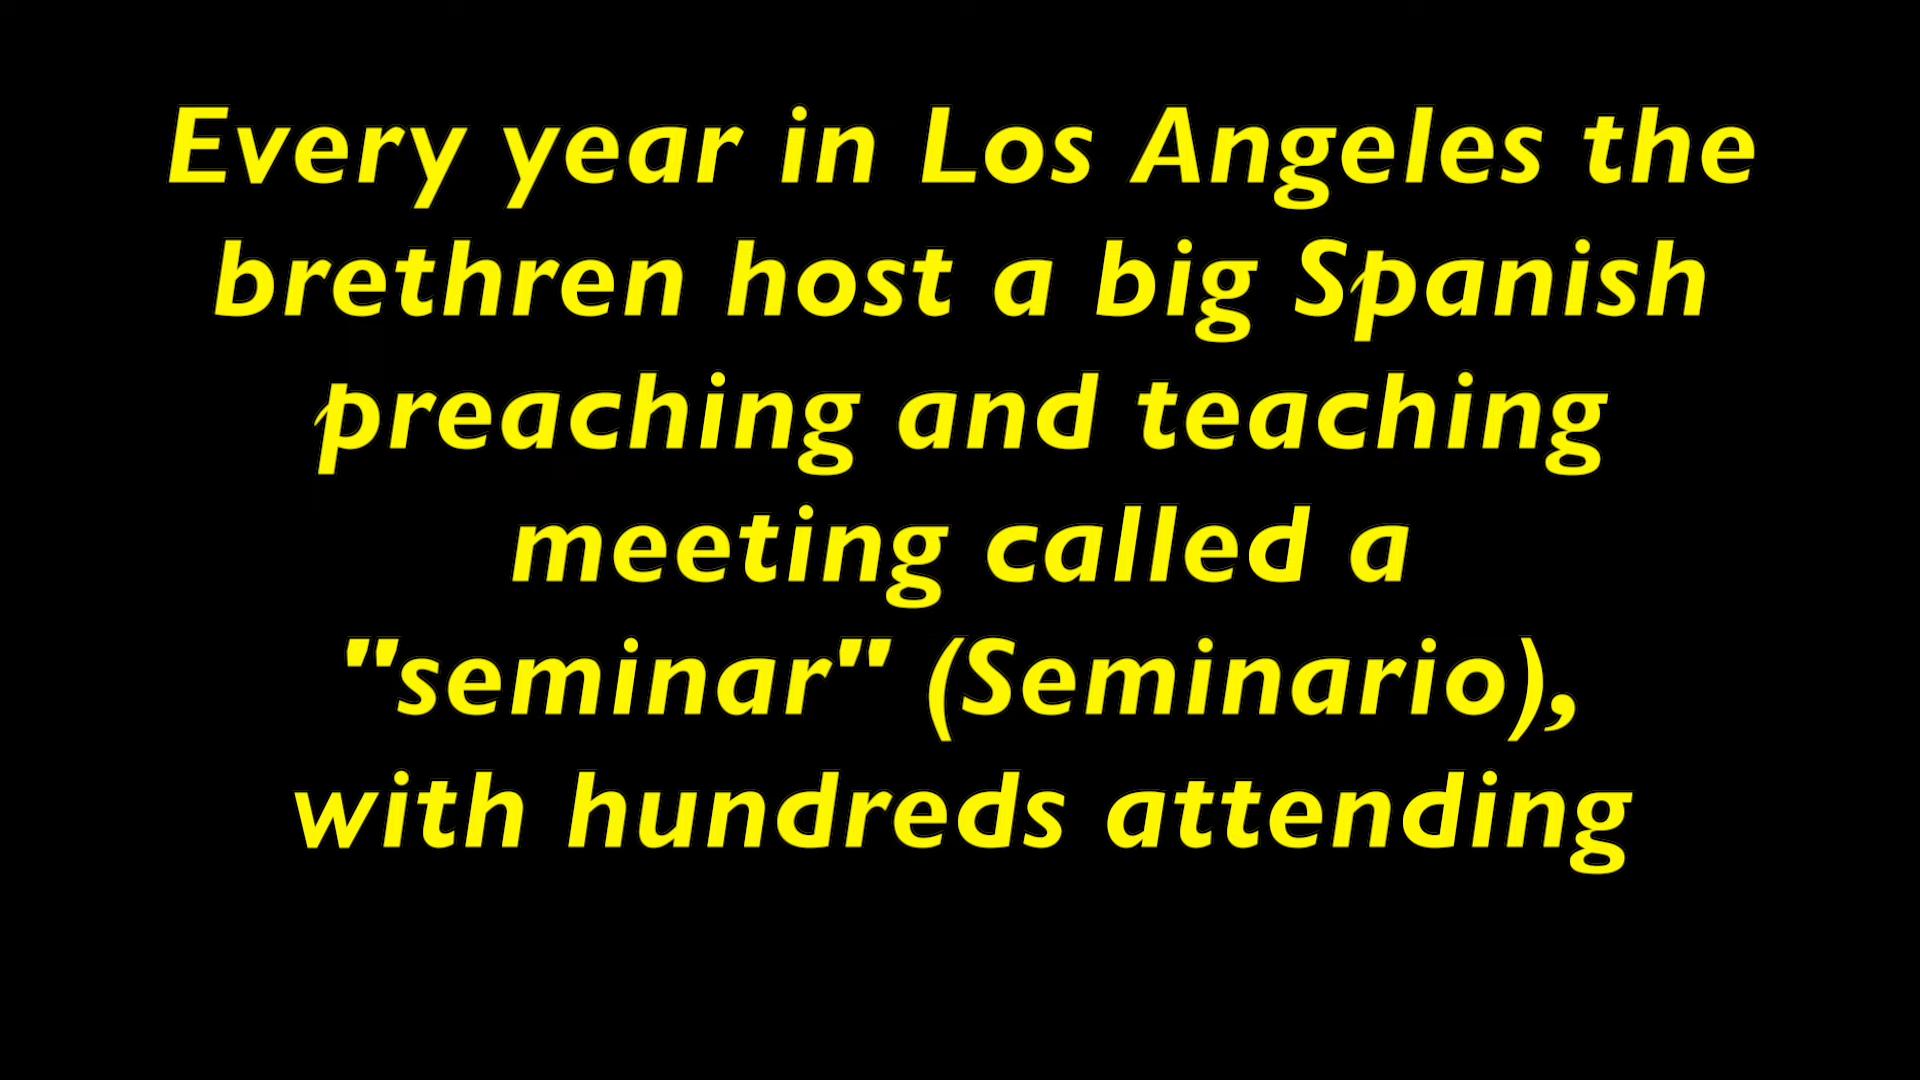 Every year in Los Angeles the
brethren host a big Spanish
preaching and teaching
meeting called a
"seminar" (Seminario),
with hundreds attending